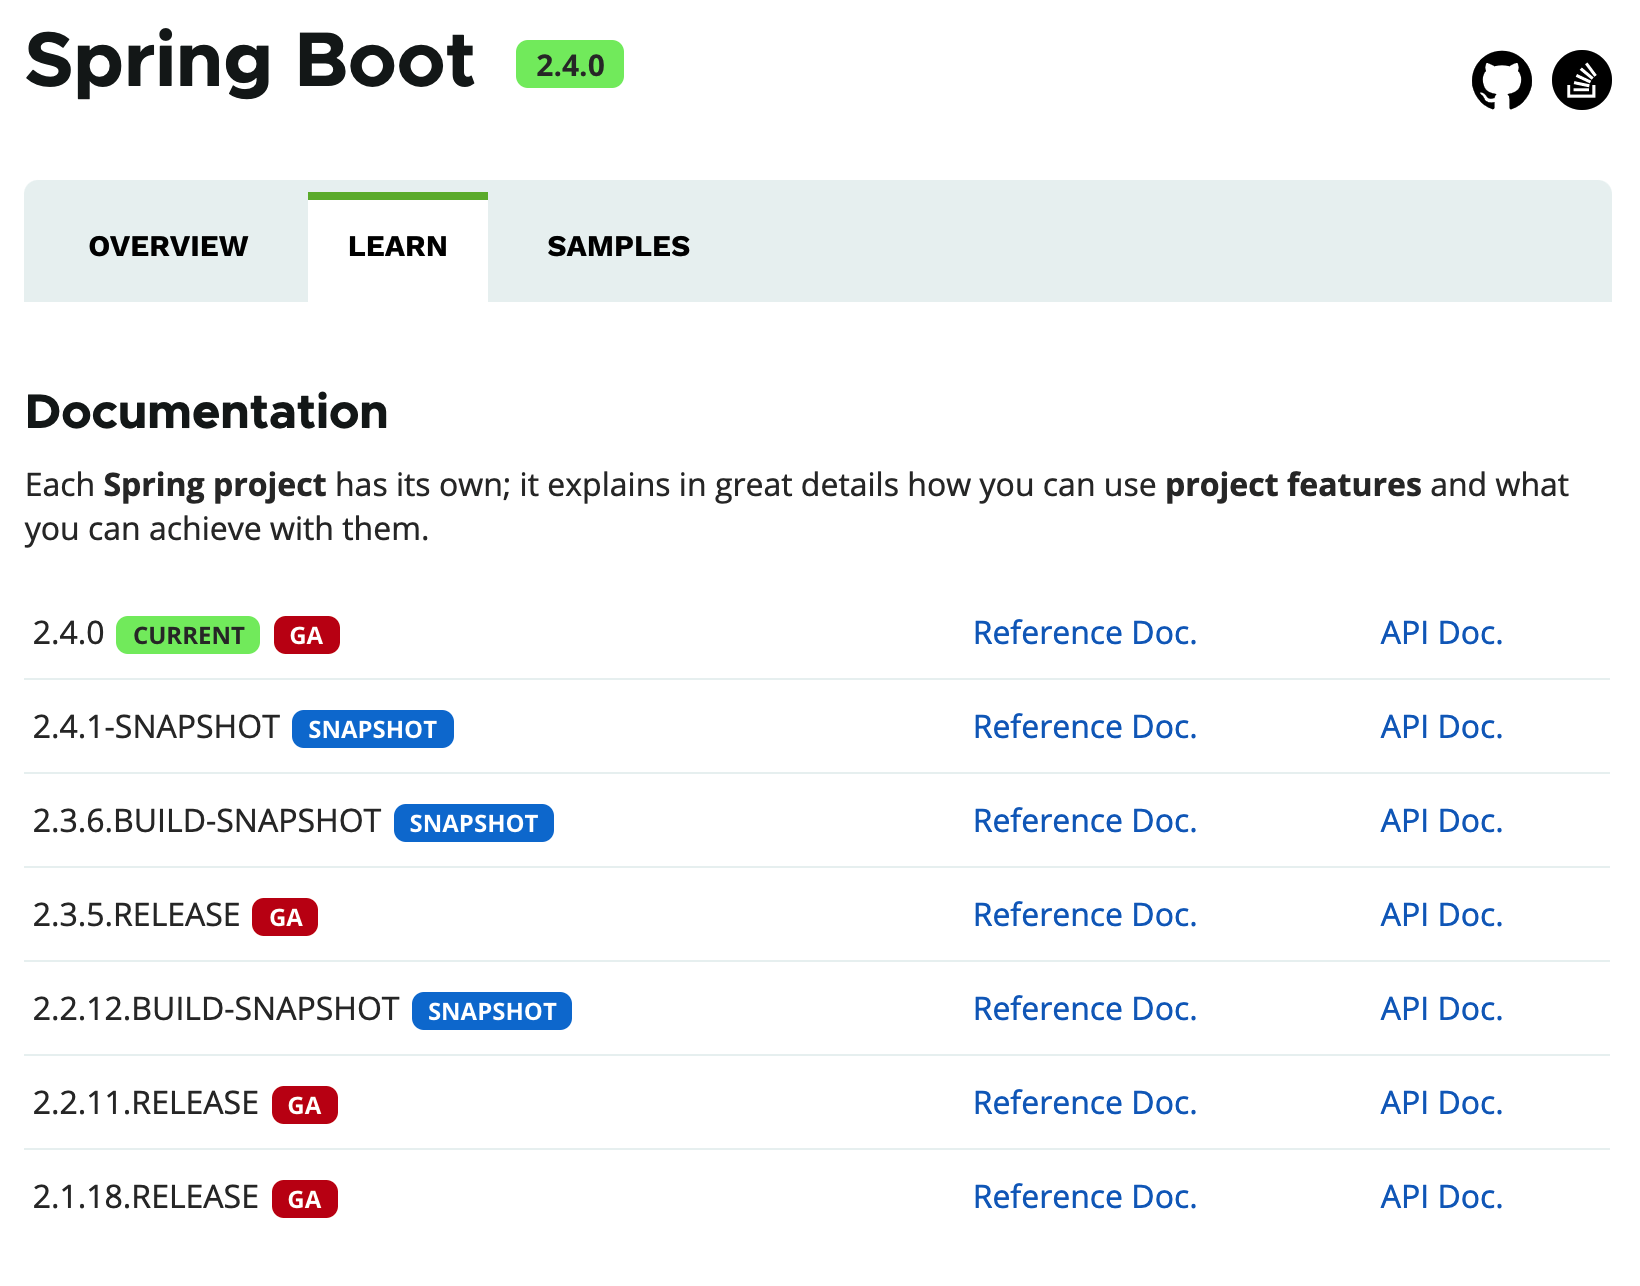 Spring Boot 2.4.0
OVERVIEW LEARN SAMPLES
Documentation
Each Spring project has its own; it explains in great details how you can use project features and what
you can achieve with them.
2.4.0 CURRENT GA Reference Doc. API Doc.
2.4.1-SNAPSHOT SNAPSHOT Reference Doc. API Doc.
2.3.6.BUILD-SNAPSHOT SNAPSHOT Reference Doc. API Doc.
2.3.5.RELEASE GA Reference Doc. API Doc.
2.2.12.BUILD-SNAPSHOT SNAPSHOT Reference Doc. API Doc.
2.2.11.RELEASE GA Reference Doc. API Doc.
2.1.18.RELEASE GA Reference Doc. API Doc.